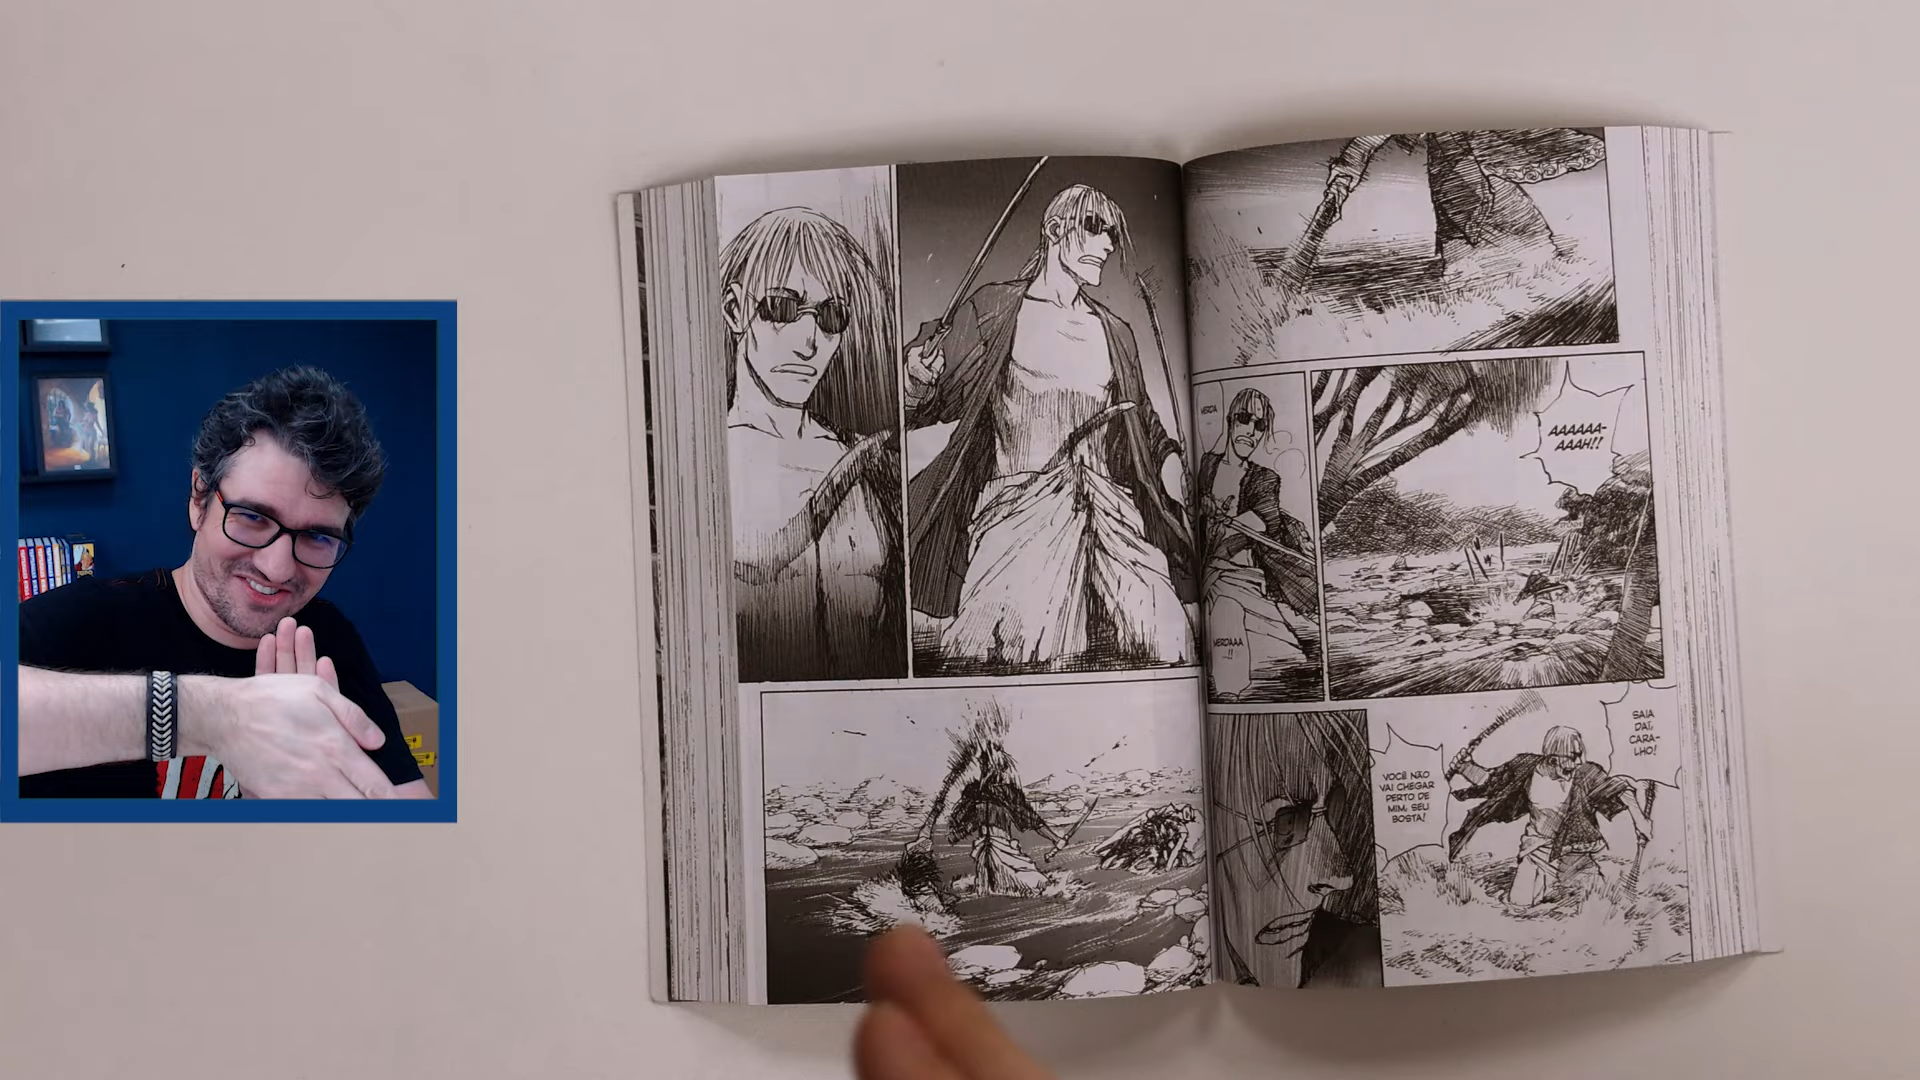 AAAAAA-
AAAH!!
MERDA
...
MERDAAA
...!!
SAIA
DAÍ,
CARA-
LHO!
VOCÊ NÃO
VAI CHEGAR
PERTO DE
MIM, SEU
BOSTA!